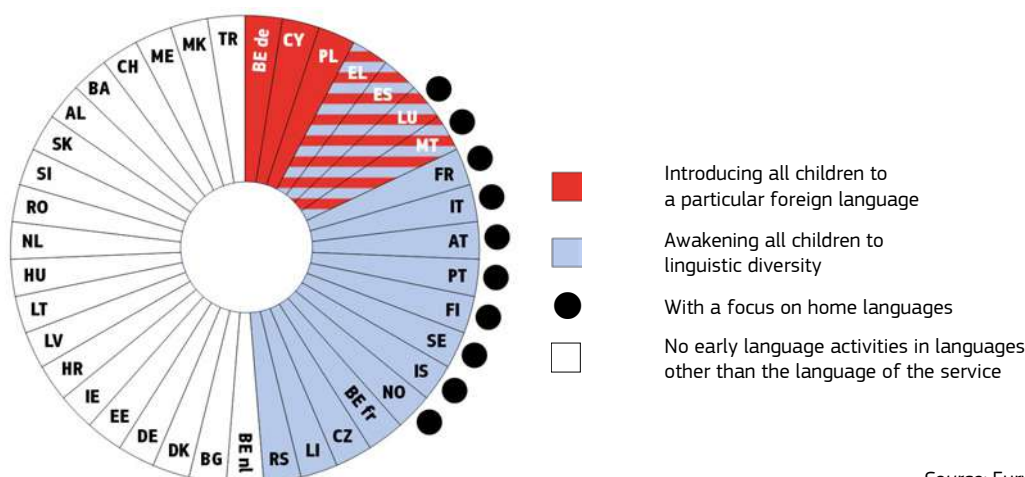 BE de
CY
PL
EL
ES
LU
MT
FR
IT
AT
PT
FI
SE
IS
NO
BE fr
CZ
LI
RS
BE nl
BG
DK
DE
EE
IE
HR
LV
LT
HU
NL
RO
SI
SK
AL
BA
CH
ME
MK
TR
Introducing all children to
a particular foreign language
Awakening all children to
linguistic diversity
With a focus on home languages
No early language activities in languages
other than the language of the service